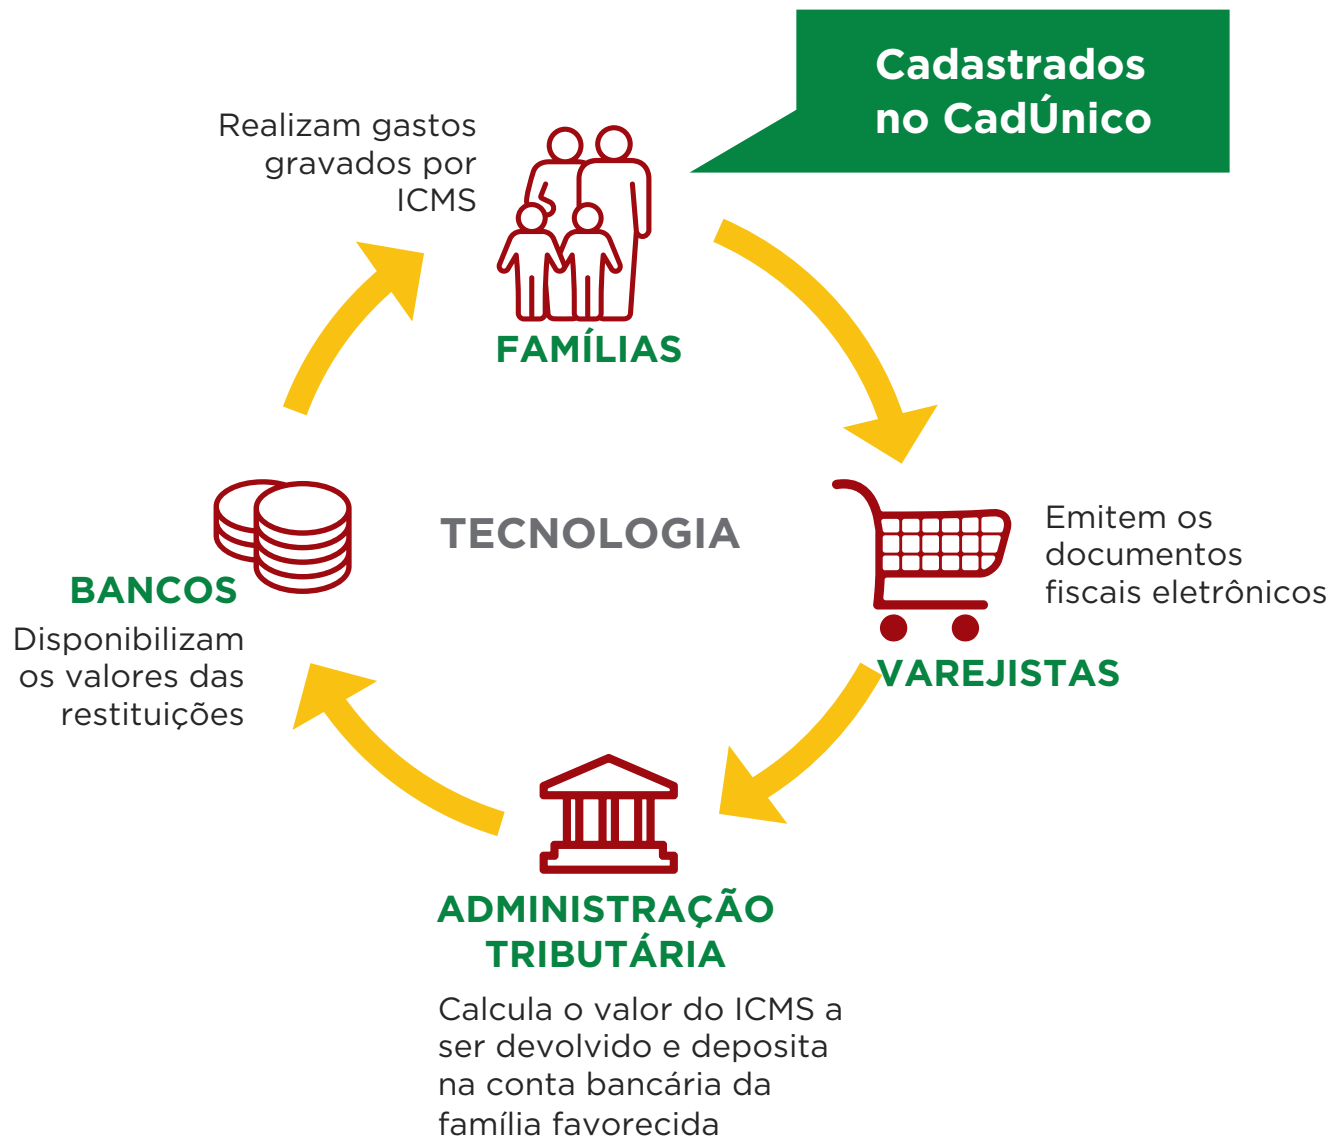 Cadastrados
no CadÚnico
Realizam gastos
gravados por
ICMS
FAMÍLIAS
TECNOLOGIA
Emitem os
documentos
fiscais eletrônicos
VAREJISTAS
BANCOS
Disponibilizam
os valores das
restituições
ADMINISTRAÇÃO
TRIBUTÁRIA
Calcula o valor do ICMS a
ser devolvido e deposita
na conta bancária da
família favorecida